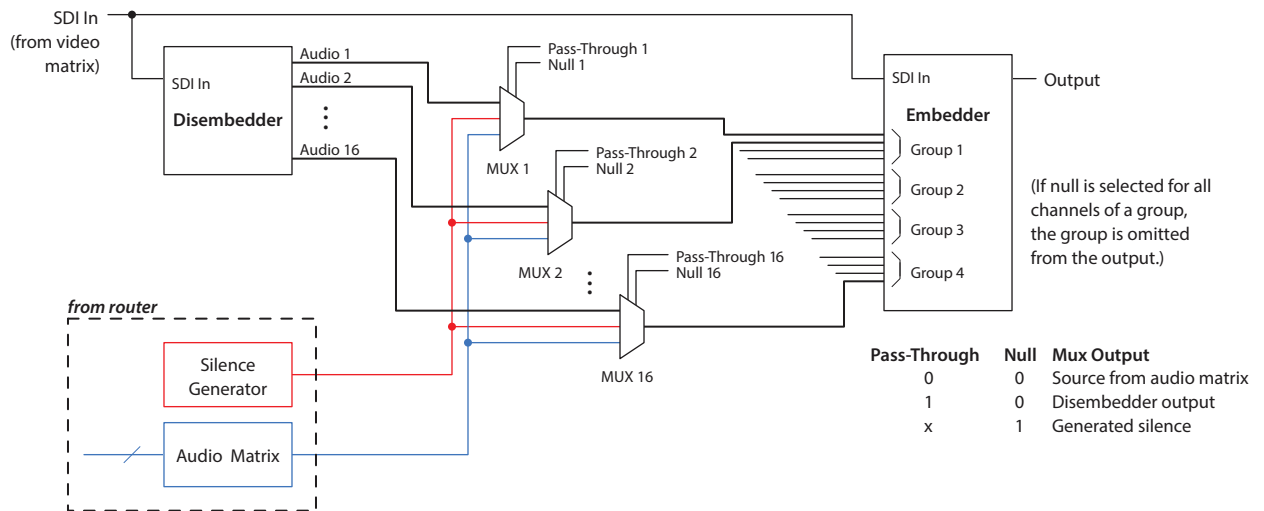 SDI In
(from video
matrix)
SDI In
Disembedder
Audio 1
Audio 2
Audio 16
Pass-Through 1
Null 1
MUX 1
Pass-Through 2
Null 2
MUX 2
Pass-Through 16
Null 16
MUX 16
SDI In
Output
Embedder
Group 1
Group 2
Group 3
Group 4
(If null is selected for all
channels of a group,
the group is omitted
from the output.)
from router
Silence
Generator
Audio Matrix
Pass-Through Null Mux Output
0 0 Source from audio matrix
1 0 Disembedder output
x 1 Generated silence